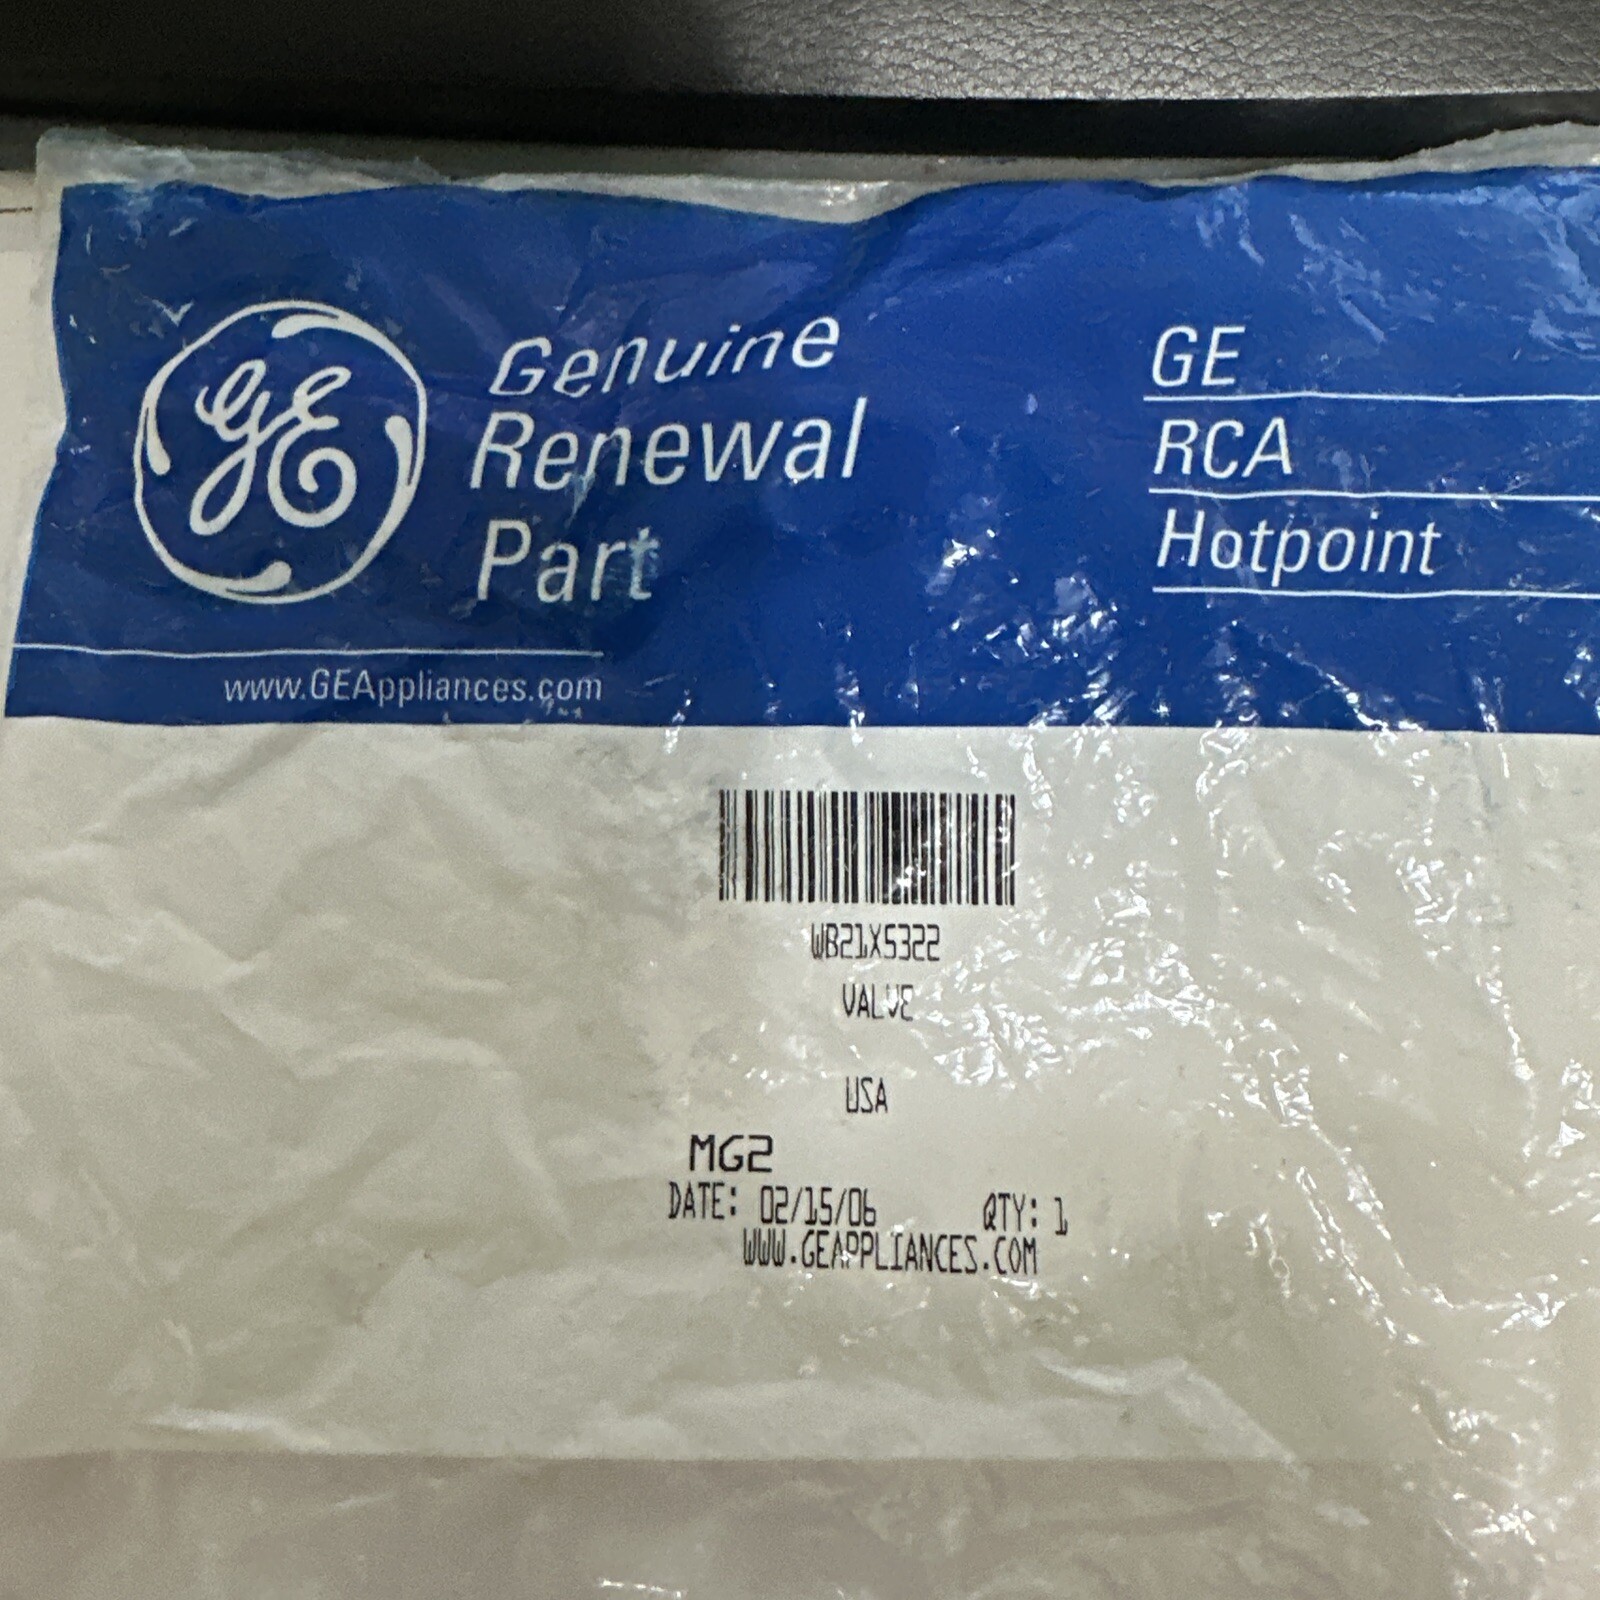 GE
Genuine
Renewal
Part
www.GEAppliances.com
GE
RCA
Hotpoint
WB21X5322
VALVE
USA
MG2
DATE: 02/15/06 QTY: 1
WWW.GEAPPLIANCES.COM